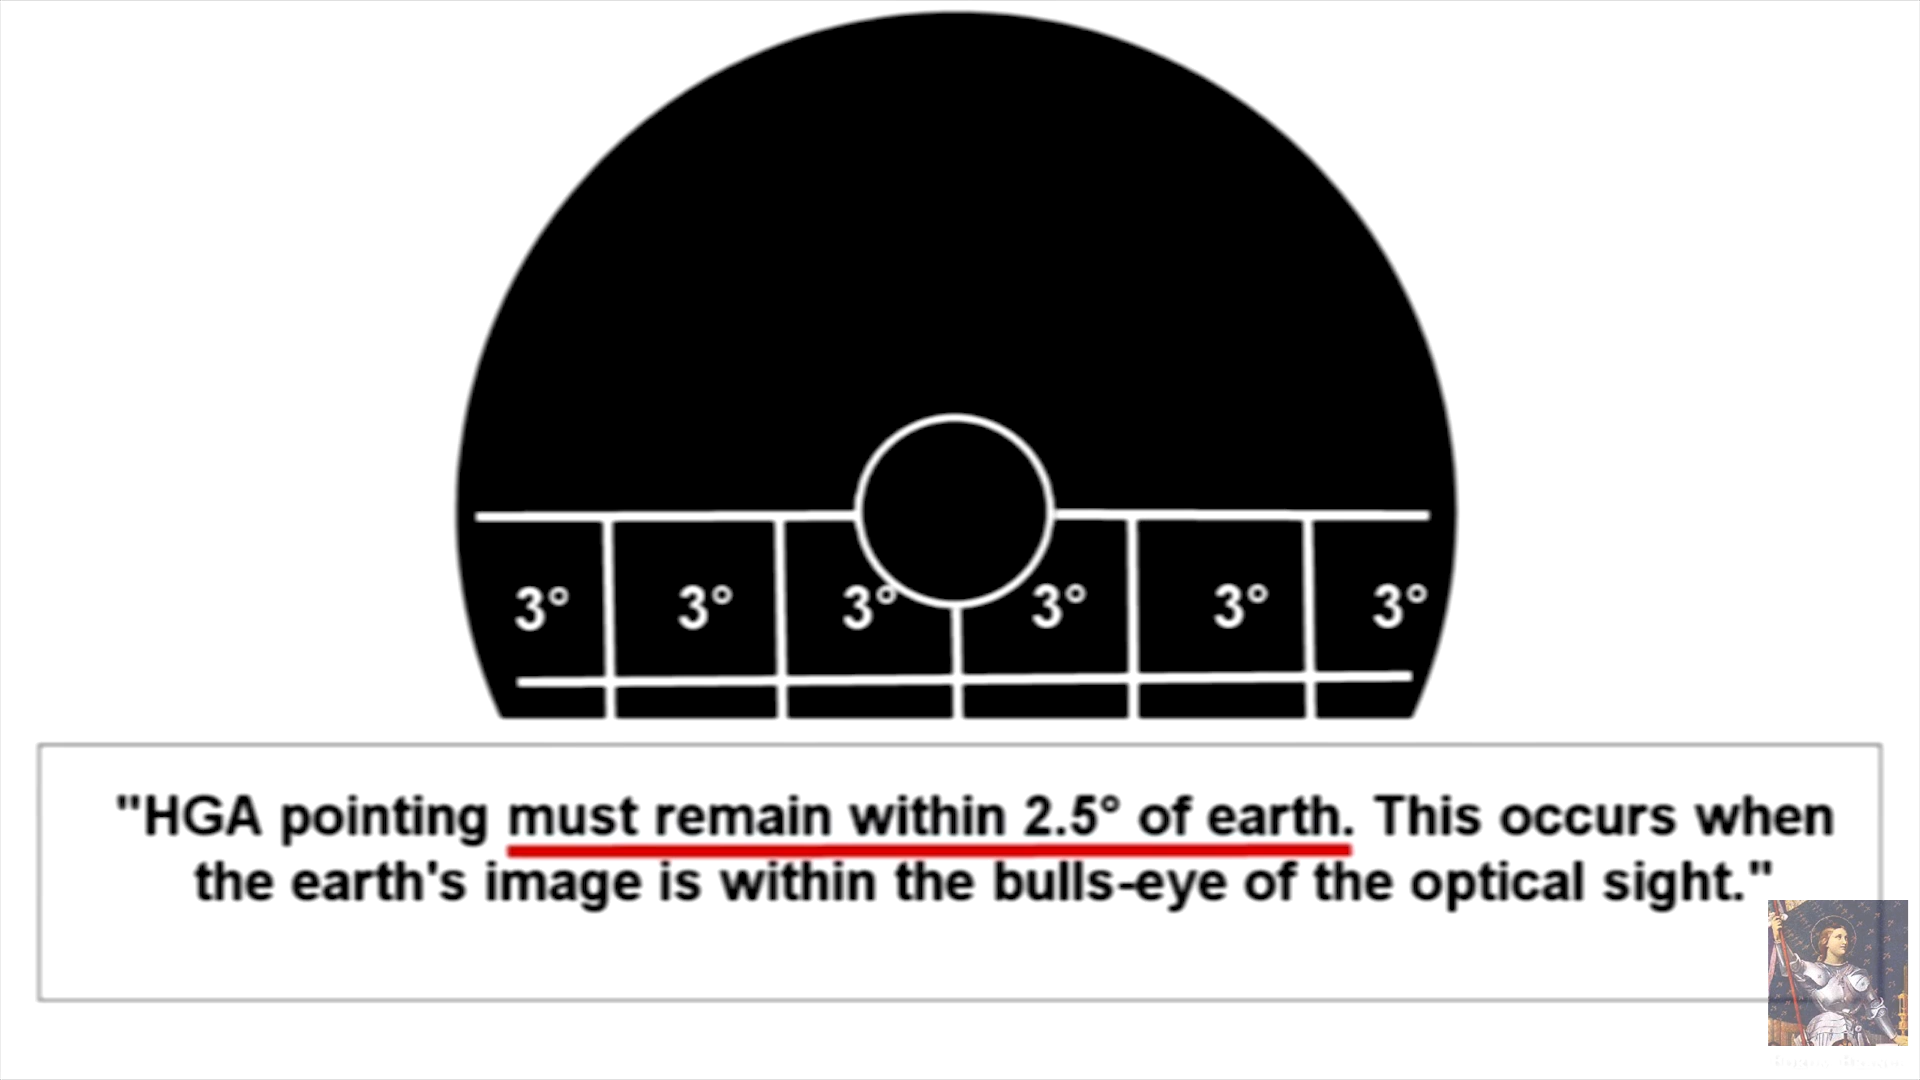 3° 3° 3° 3° 3° 3°
"HGA pointing must remain within 2.5° of earth. This occurs when
the earth's image is within the bulls-eye of the optical sight."